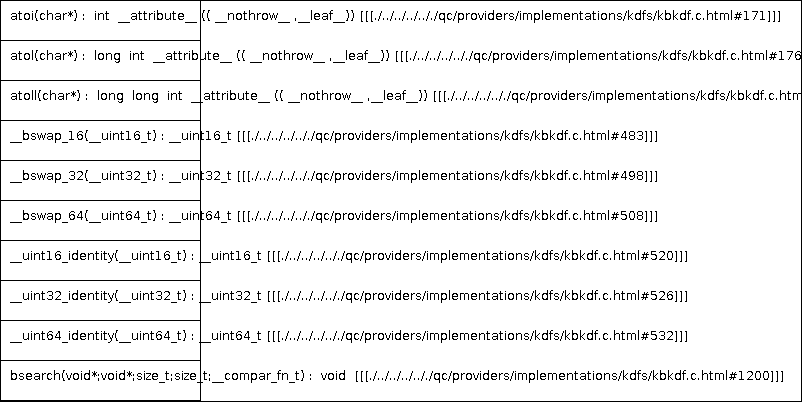 atoi(char*) : int __attribute__ (( __nothrow__ ,__leaf__)) [[[./../../../../../qc/providers/implementations/kdfs/kbkdf.c.html#171]]]
atol(char*) : long int __attribute__ (( __nothrow__ ,__leaf__)) [[[./../../../../../qc/providers/implementations/kdfs/kbkdf.c.html#176
atoll(char*) : long long int __attribute__ (( __nothrow__ ,__leaf__)) [[[./../../../../../qc/providers/implementations/kdfs/kbkdf.c.htm
__bswap_16(__uint16_t) : __uint16_t [[[./../../../../../qc/providers/implementations/kdfs/kbkdf.c.html#483]]]
__bswap_32(__uint32_t) : __uint32_t [[[./../../../../../qc/providers/implementations/kdfs/kbkdf.c.html#498]]]
__bswap_64(__uint64_t) : __uint64_t [[[./../../../../../qc/providers/implementations/kdfs/kbkdf.c.html#508]]]
__uint16_identity(__uint16_t) : __uint16_t [[[./../../../../../qc/providers/implementations/kdfs/kbkdf.c.html#520]]]
__uint32_identity(__uint32_t) : __uint32_t [[[./../../../../../qc/providers/implementations/kdfs/kbkdf.c.html#526]]]
__uint64_identity(__uint64_t) : __uint64_t [[[./../../../../../qc/providers/implementations/kdfs/kbkdf.c.html#532]]]
bsearch(void*;void*;size_t;size_t;__compar_fn_t) : void [[[./../../../../../qc/providers/implementations/kdfs/kbkdf.c.html#1200]]]